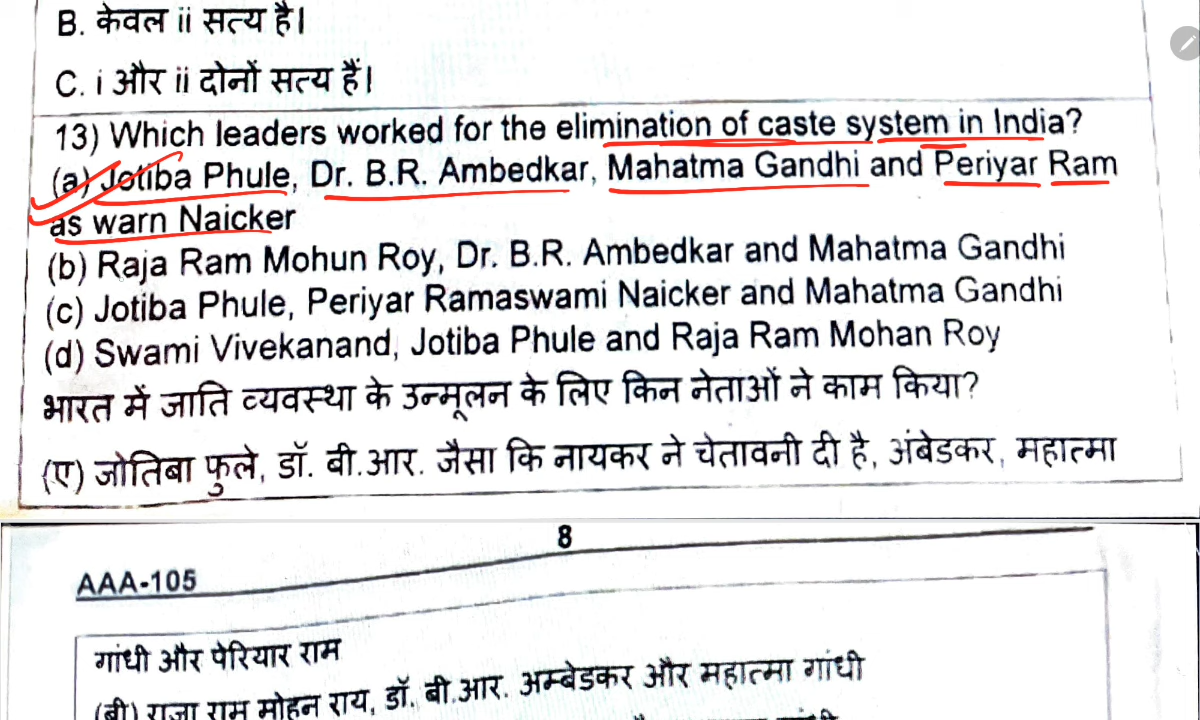 B. केवल ii सत्य है।
C. i और ii दोनों सत्य हैं।
13) Which leaders worked for the elimination of caste system in India?
(a) Jotiba Phule, Dr. B.R. Ambedkar, Mahatma Gandhi and Periyar Ram
as warn Naicker
(b) Raja Ram Mohun Roy, Dr. B.R. Ambedkar and Mahatma Gandhi
(c) Jotiba Phule, Periyar Ramaswami Naicker and Mahatma Gandhi
(d) Swami Vivekanand, Jotiba Phule and Raja Ram Mohan Roy
भारत में जाति व्यवस्था के उन्मूलन के लिए किन नेताओं ने काम किया?
(ए) जोतिबा फुले, डॉ. बी.आर. जैसा कि नायकर ने चेतावनी दी है, अंबेडकर, महात्मा
8
AAA-105
गांधी और पेरियार राम
(बी) राजा राम मोहन राय, डॉ. बी.आर. अम्बेडकर और महात्मा गांधी